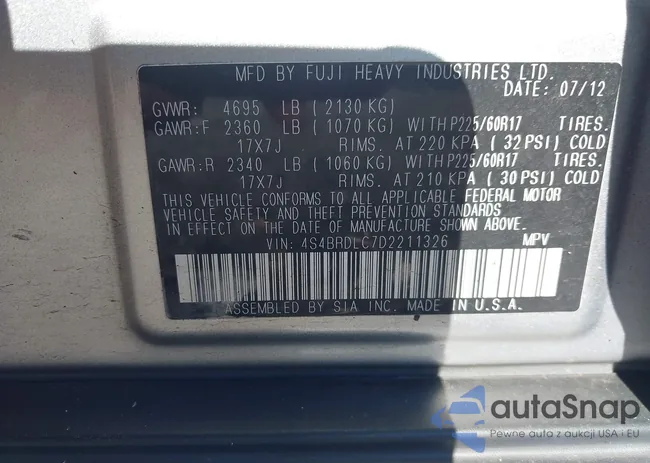 MFD BY FUJI HEAVY INDUSTRIES LTD.
DATE: 07/12
GVWR: 4695 LB (2130 KG)
GAWR:F 2360 LB (1070 KG) WITH P225/60R17 TIRES.
17X7J RIMS. AT 220 KPA (32 PSI) COLD
GAWR:R 2340 LB (1060 KG) WITH P225/60R17 TIRES.
17X7J RIMS. AT 210 KPA (30 PSI) COLD
THIS VEHICLE CONFORMS TO ALL APPLICABLE FEDERAL MOTOR
VEHICLE SAFETY AND THEFT PREVENTION STANDARDS
IN EFFECT ON THE DATE OF MANUFACTURE SHOWN ABOVE.
VIN: 4S4BRDLC7D2211326 MPV
ASSEMBLED BY SIA INC. MADE IN U.S.A.
autaSnap
Pewne auta z aukcji USA i EU